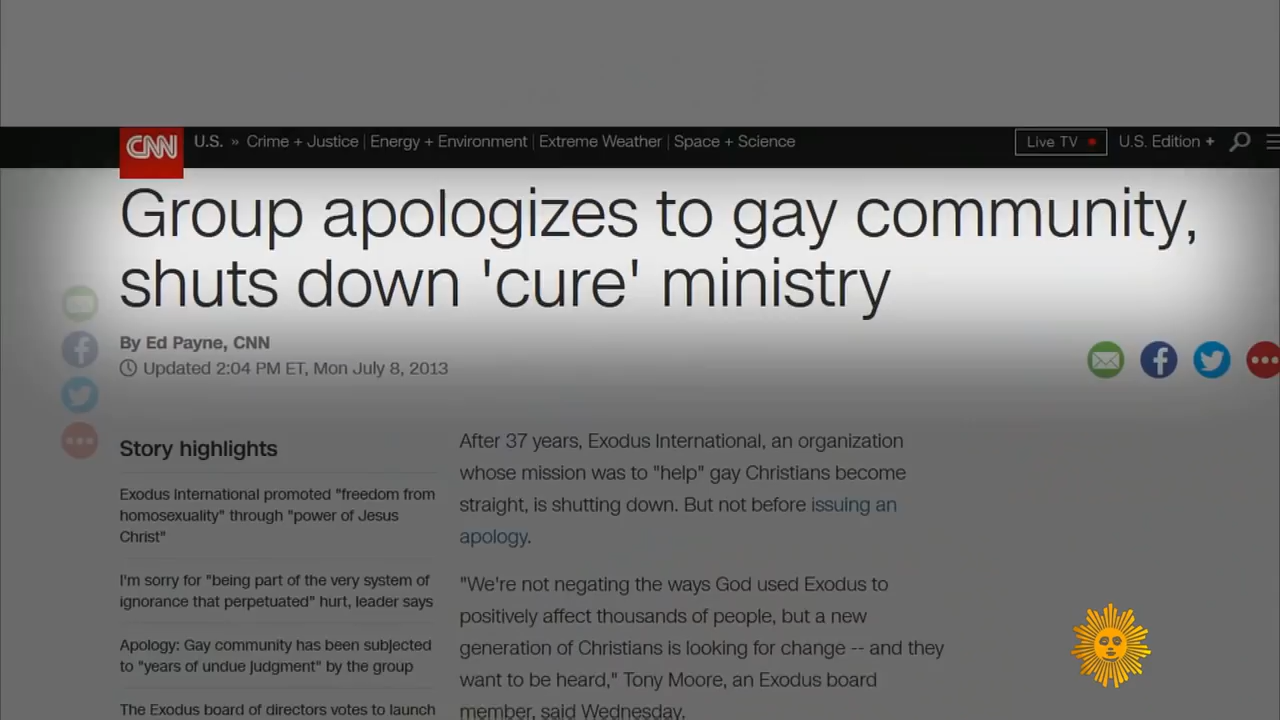 CNN U.S. » Crime + Justice | Energy + Environment | Extreme Weather | Space + Science Live TV U.S. Edition +
Group apologizes to gay community,
shuts down 'cure' ministry
By Ed Payne, CNN
Updated 2:04 PM ET, Mon July 8, 2013
Story highlights
Exodus International promoted "freedom from
homosexuality" through "power of Jesus
Christ"
I'm sorry for "being part of the very system of
ignorance that perpetuated" hurt, leader says
Apology: Gay community has been subjected
to "years of undue judgment" by the group
The Exodus board of directors votes to launch
After 37 years, Exodus International, an organization
whose mission was to "help" gay Christians become
straight, is shutting down. But not before issuing an
apology.
"We're not negating the ways God used Exodus to
positively affect thousands of people, but a new
generation of Christians is looking for change -- and they
want to be heard," Tony Moore, an Exodus board
member, said Wednesday.